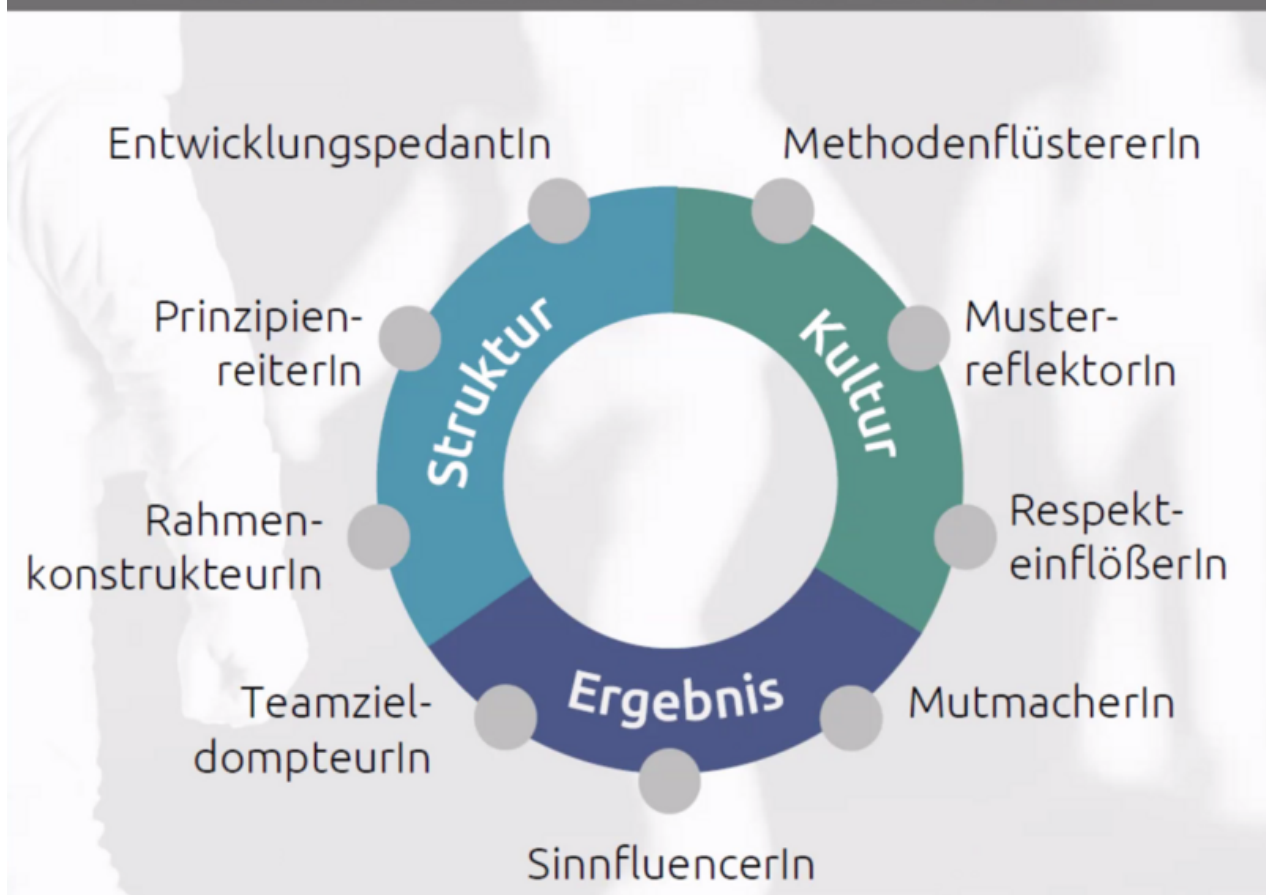 EntwicklungspedantIn
MethodenflüstererIn
Prinzipien-
reiterIn
Muster-
reflektorIn
Struktur
Kultur
Rahmen-
konstrukteurIn
Respekt-
einflößerIn
Ergebnis
Teamziel-
dompteurIn
MutmacherIn
SinnfluencerIn